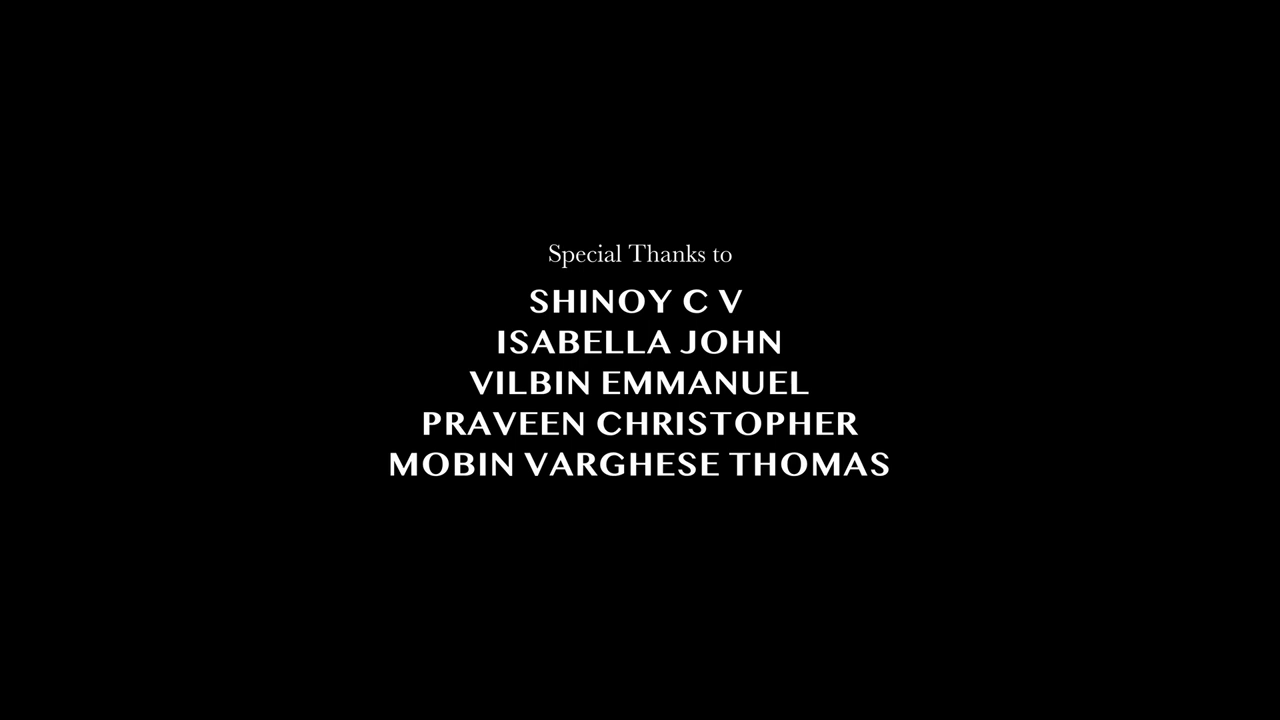 Special Thanks to
SHINOY C V
ISABELLA JOHN
VILBIN EMMANUEL
PRAVEEN CHRISTOPHER
MOBIN VARGHESE THOMAS